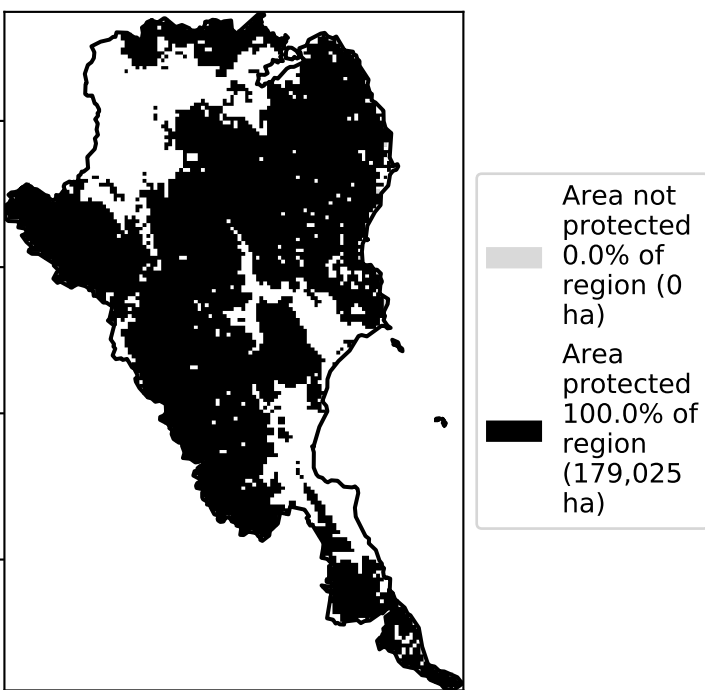 Area not
protected
0.0% of
region (0
ha)
Area
protected
100.0% of
region
(179,025
ha)